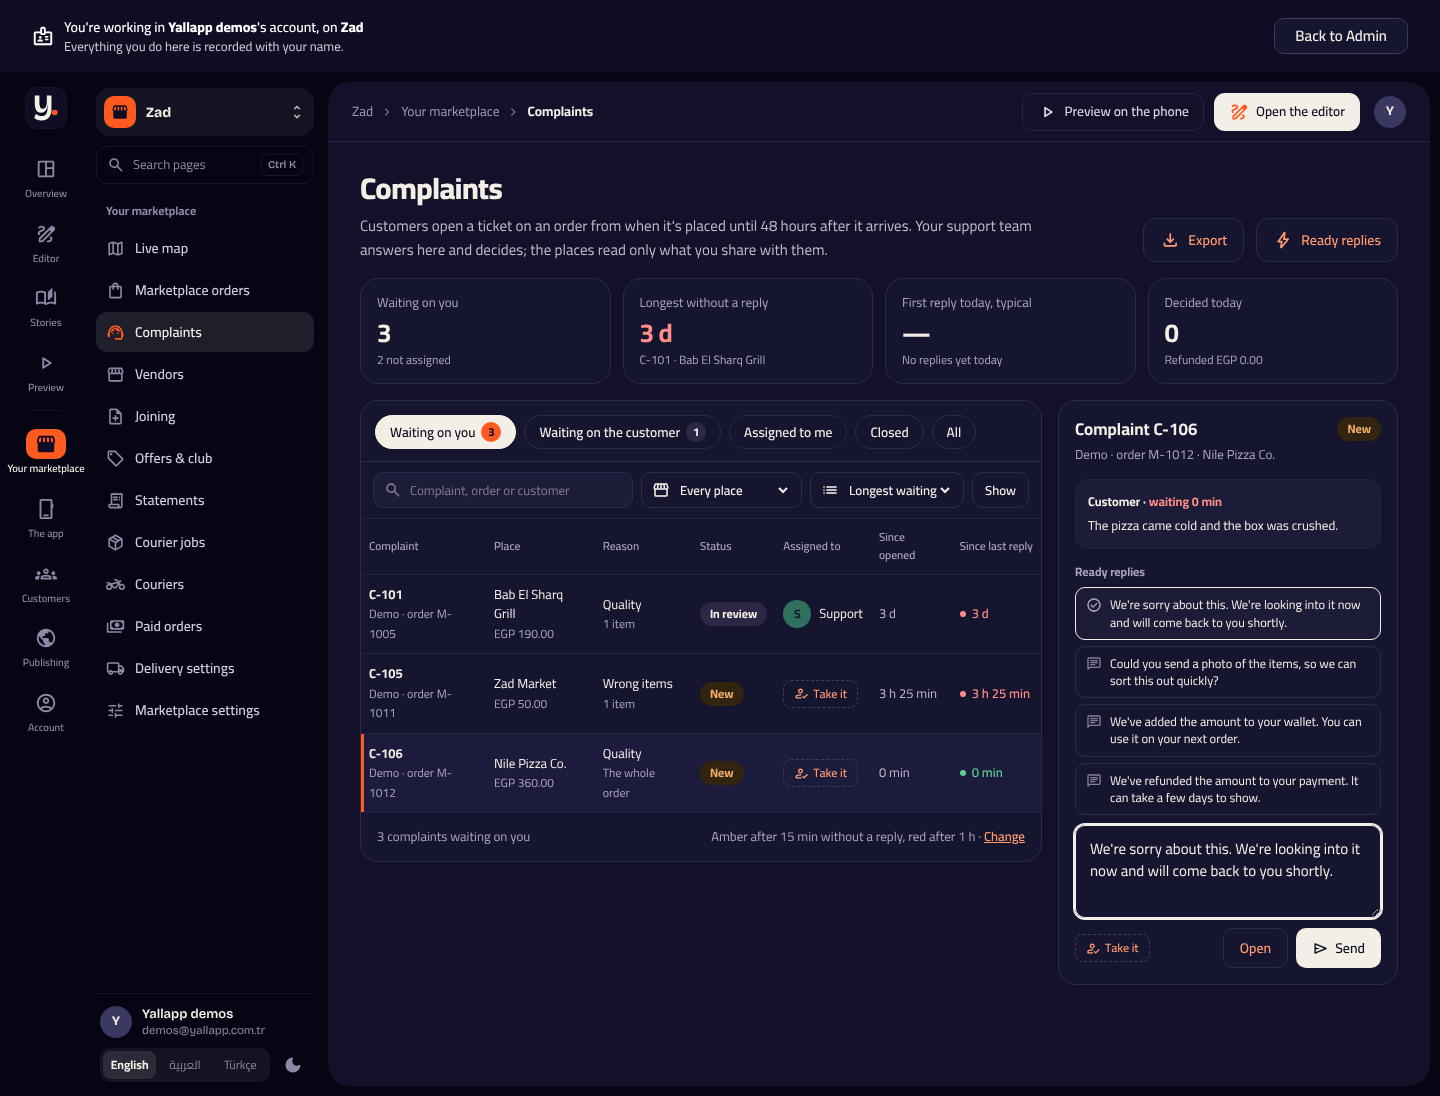 You're working in Yallapp demos's account, on Zad
Everything you do here is recorded with your name.
Back to Admin
y.
Overview
Editor
Stories
Preview
Your marketplace
The app
Customers
Publishing
Account
Zad
Search pages
Ctrl K
Your marketplace
Live map
Marketplace orders
Complaints
Vendors
Joining
Offers & club
Statements
Courier jobs
Couriers
Paid orders
Delivery settings
Marketplace settings
Y
Yallapp demos
demos@yallapp.com.tr
English
العربية
Türkçe
Zad
Your marketplace
Complaints
Preview on the phone
Open the editor
Y
Complaints
Customers open a ticket on an order from when it's placed until 48 hours after it arrives. Your support team
answers here and decides; the places read only what you share with them.
Export
Ready replies
Waiting on you
3
2 not assigned
Longest without a reply
3 d
C-101 · Bab El Sharq Grill
First reply today, typical
—
No replies yet today
Decided today
0
Refunded EGP 0.00
Waiting on you 3
Waiting on the customer 1
Assigned to me
Closed
All
Complaint, order or customer
Every place
Longest waiting
Show
Complaint
Place
Reason
Status
Assigned to
Since
opened
Since last reply
C-101
Demo · order M-
1005
Bab El Sharq
Grill
EGP 190.00
Quality
1 item
In review
S
Support
3 d
3 d
C-105
Demo · order M-
1011
Zad Market
EGP 50.00
Wrong items
1 item
New
Take it
3 h 25 min
3 h 25 min
C-106
Demo · order M-
1012
Nile Pizza Co.
EGP 360.00
Quality
The whole
order
New
Take it
0 min
0 min
3 complaints waiting on you
Amber after 15 min without a reply, red after 1 h · Change
Complaint C-106
New
Demo · order M-1012 · Nile Pizza Co.
Customer · waiting 0 min
The pizza came cold and the box was crushed.
Ready replies
We're sorry about this. We're looking into it now
and will come back to you shortly.
Could you send a photo of the items, so we can
sort this out quickly?
We've added the amount to your wallet. You can
use it on your next order.
We've refunded the amount to your payment. It
can take a few days to show.
We're sorry about this. We're looking into it
now and will come back to you shortly.
Take it
Open
Send